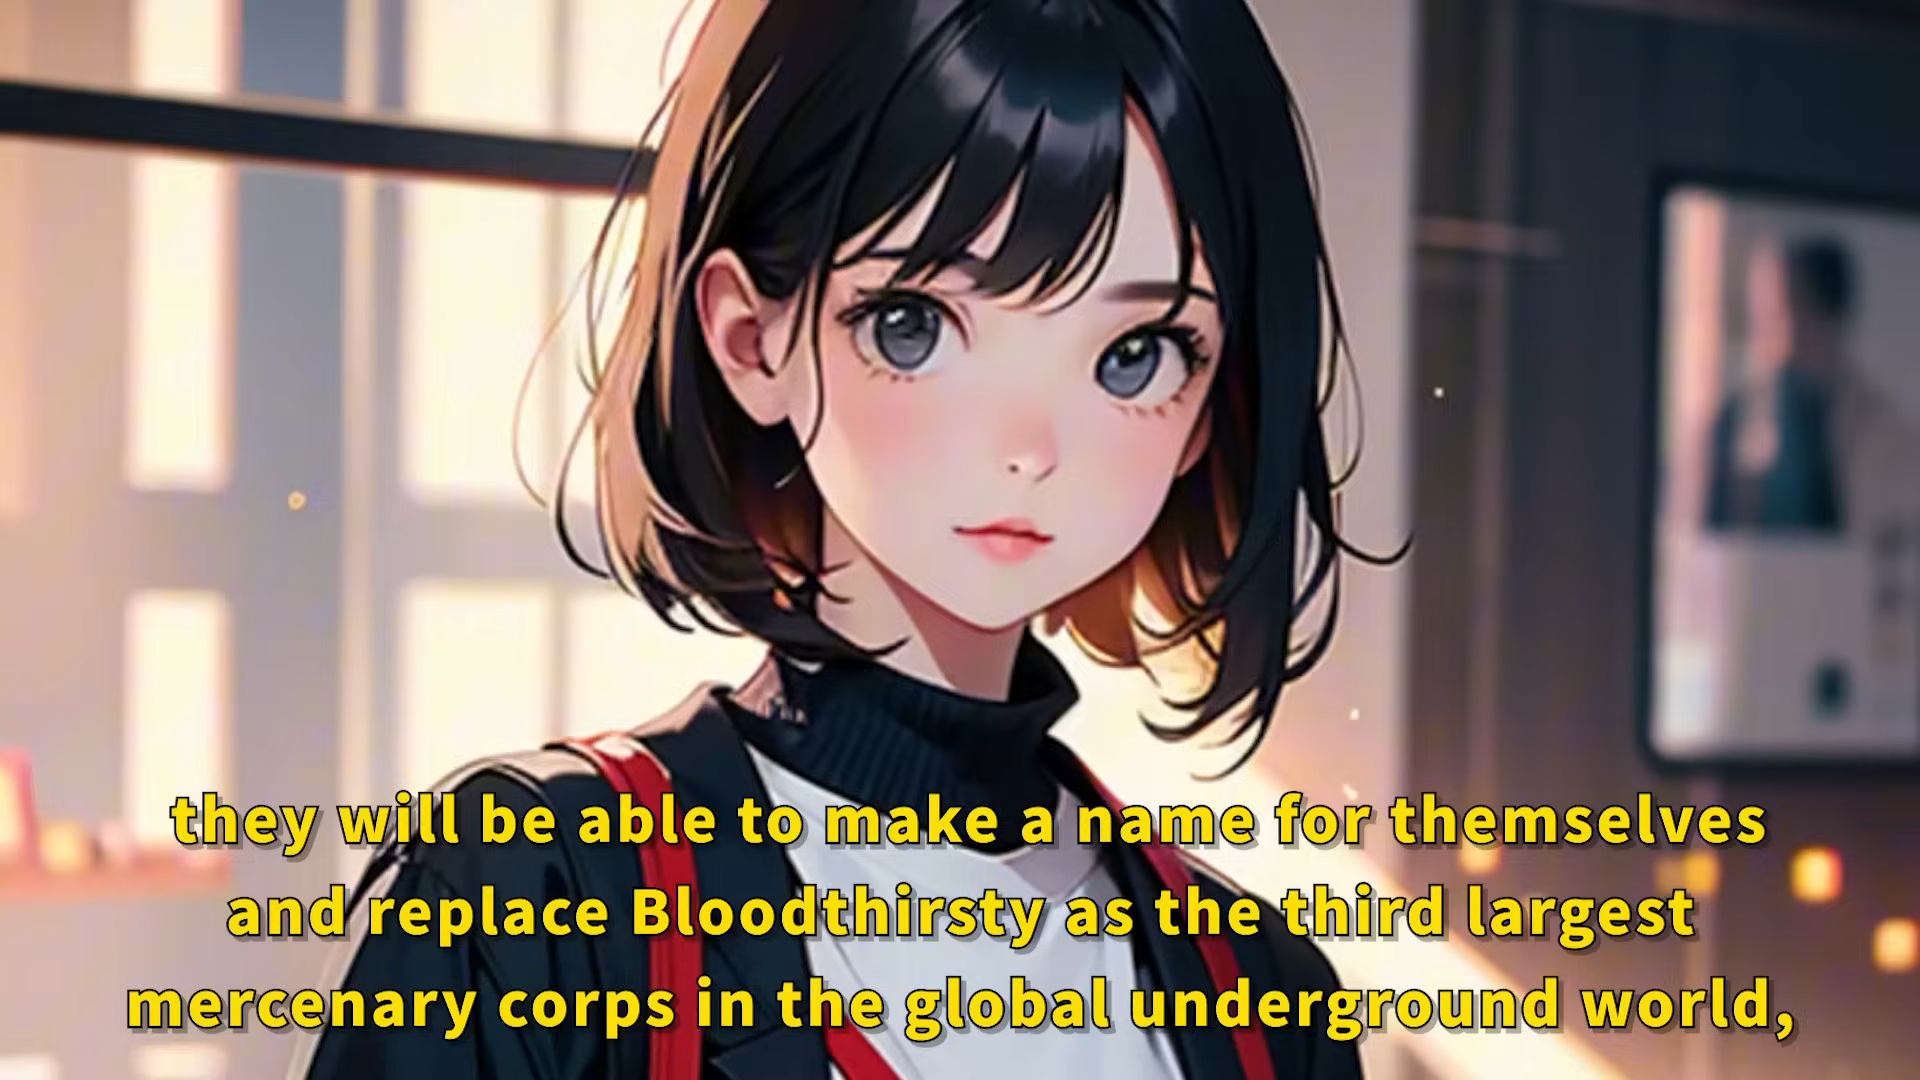 they will be able to make a name for themselves
and replace Bloodthirsty as the third largest
mercenary corps in the global underground world,